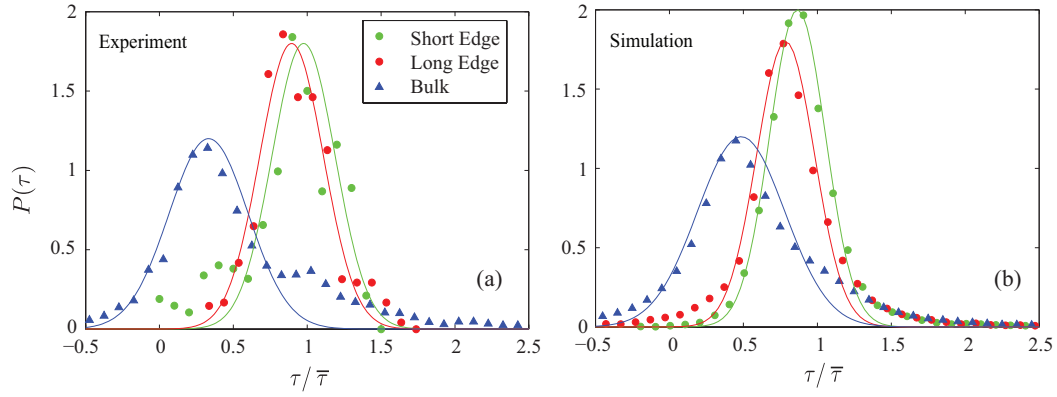 Experiment
Short Edge
Long Edge
Bulk
P(τ)
2
1.5
1
0.5
0
(a)
−0.5 0 0.5 1 1.5 2 2.5
τ/τ̅
Simulation
2
1.5
1
0.5
0
(b)
−0.5 0 0.5 1 1.5 2 2.5
τ/τ̅